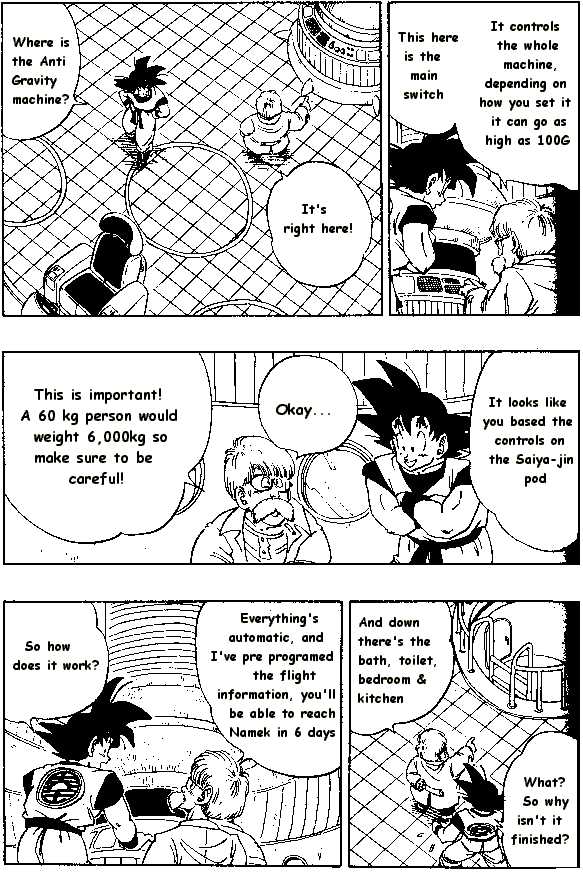 Where is
the Anti
Gravity
machine?
It's
right here!
This here
is the
main
switch
It controls
the whole
machine,
depending on
how you set it
it can go as
high as 100G
This is important!
A 60 kg person would
weight 6,000kg so
make sure to be
careful!
Okay...
It looks like
you based the
controls on
the Saiya-jin
pod
So how
does it work?
Everything's
automatic, and
I've pre programed
the flight
information, you'll
be able to reach
Namek in 6 days
And down
there's the
bath, toilet,
bedroom &
kitchen
What?
So why
isn't it
finished?